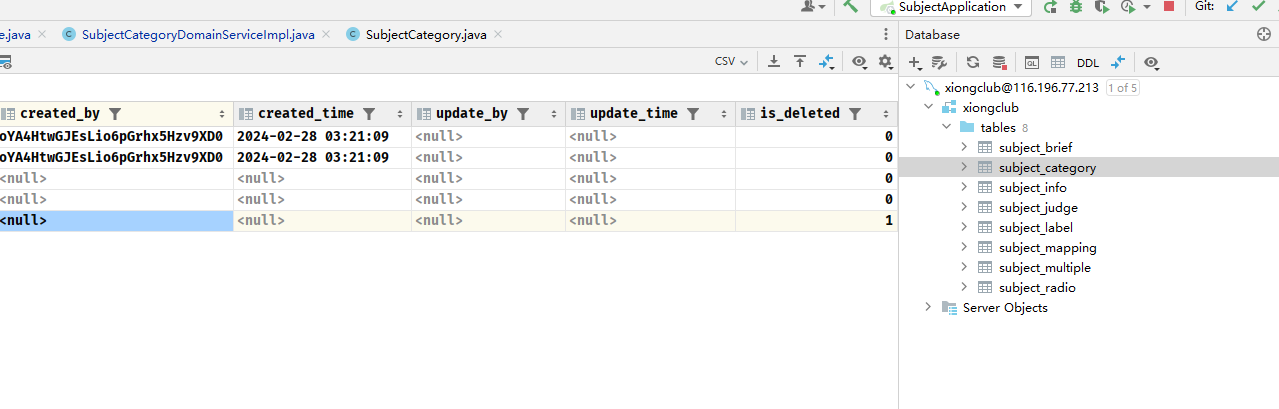 SubjectApplication Git:
e.java SubjectCategoryDomainServiceImpl.java SubjectCategory.java Database
CSV QL DDL
xiongclub@116.196.77.213 1 of 5
xiongclub
created_by created_time update_by update_time is_deleted
tables 8
oYA4HtwGJEsLio6pGrhx5Hzv9XD0 2024-02-28 03:21:09 <null> <null> 0
subject_brief
oYA4HtwGJEsLio6pGrhx5Hzv9XD0 2024-02-28 03:21:09 <null> <null> 0
subject_category
<null> <null> <null> <null> 0
subject_info
<null> <null> <null> <null> 0
subject_judge
<null> <null> <null> <null> 1
subject_label
subject_mapping
subject_multiple
subject_radio
Server Objects